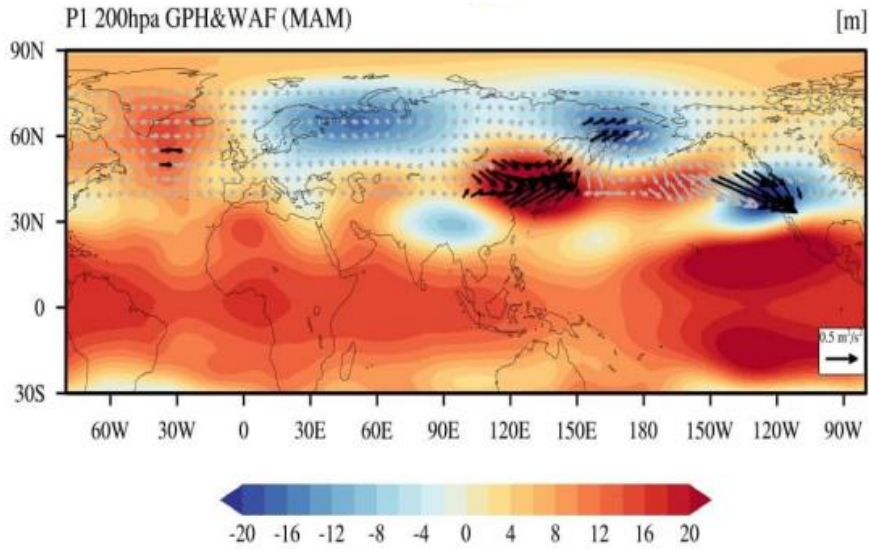 P1 200hpa GPH&WAF (MAM) [m]
90N
60N
30N
0
30S
0.5 m²/s²
60W 30W 0 30E 60E 90E 120E 150E 180 150W 120W 90W
-20 -16 -12 -8 -4 0 4 8 12 16 20